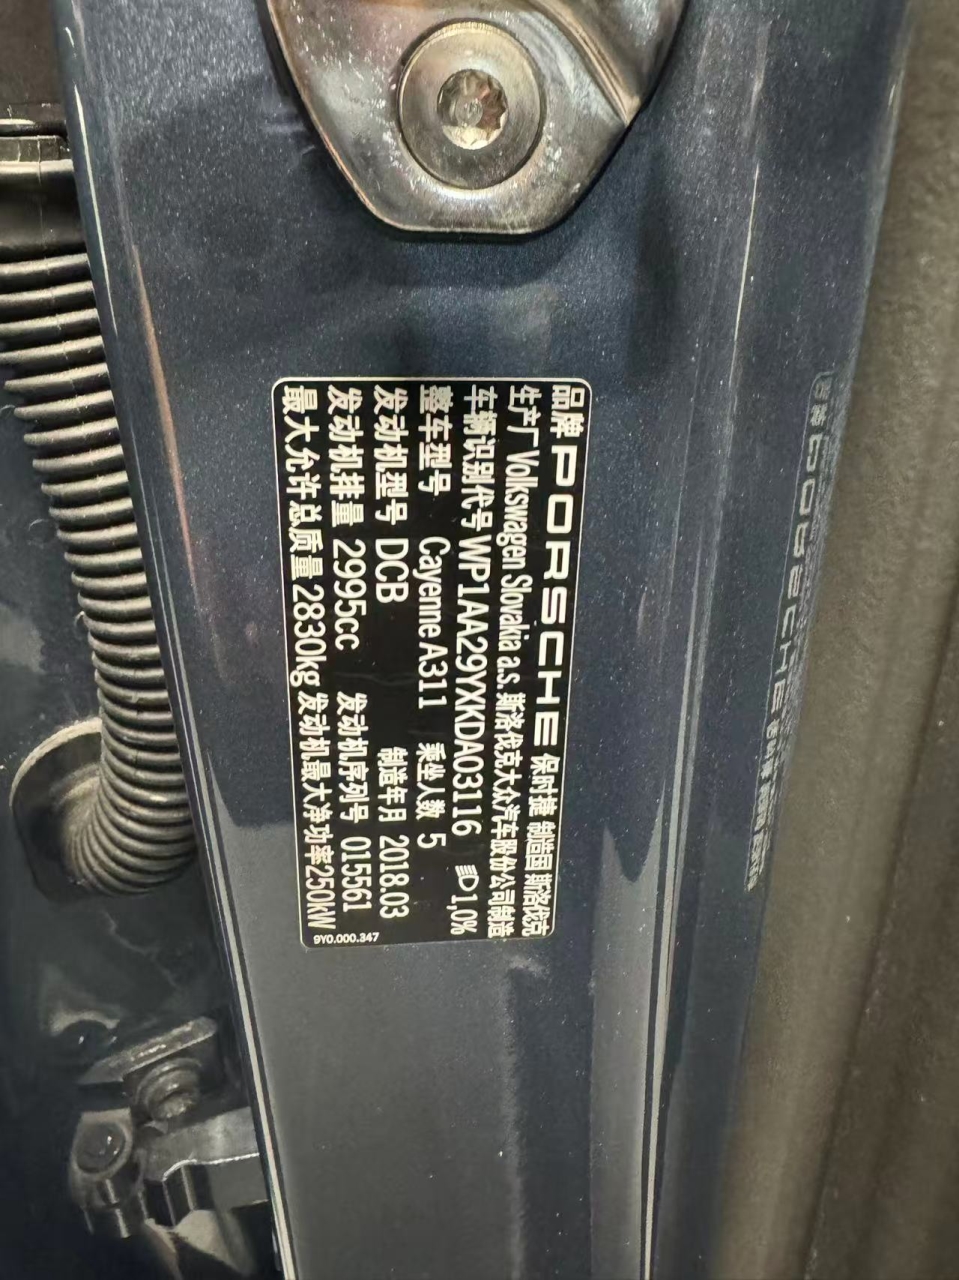 品牌 PORSCHE 保时捷 制造国 斯洛伐克
生产厂 Volkswagen Slovakia a.s. 斯洛伐克大众汽车股份公司制造
车辆识别代号 WP1AA29YXKDA03116 1,0%
整车型号 Cayenne A311 乘坐人数 5
发动机型号 DCB 制造年月 2018.03
发动机排量 2995cc 发动机序列号 015561
最大允许总质量 2830kg 发动机最大净功率 250kW
9Y0.000.347